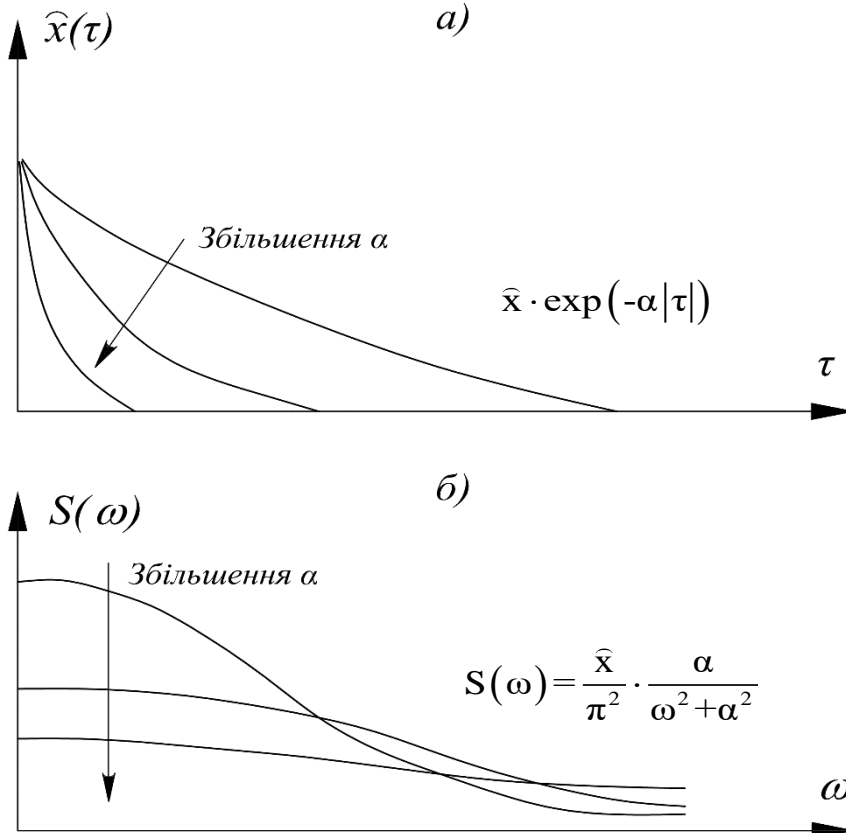 x̂(τ)
а)
Збільшення α
x̂ · exp(-α|τ|)
τ
б)
S(ω)
Збільшення α
S(ω) = x̂/π² · α/(ω²+α²)
ω